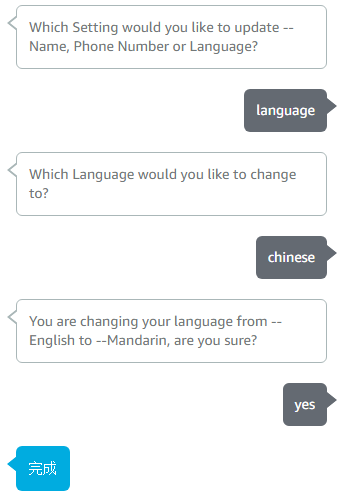 Which Setting would you like to update --
Name, Phone Number or Language?
language
Which Language would you like to change
to?
chinese
You are changing your language from --
English to --Mandarin, are you sure?
yes
完成